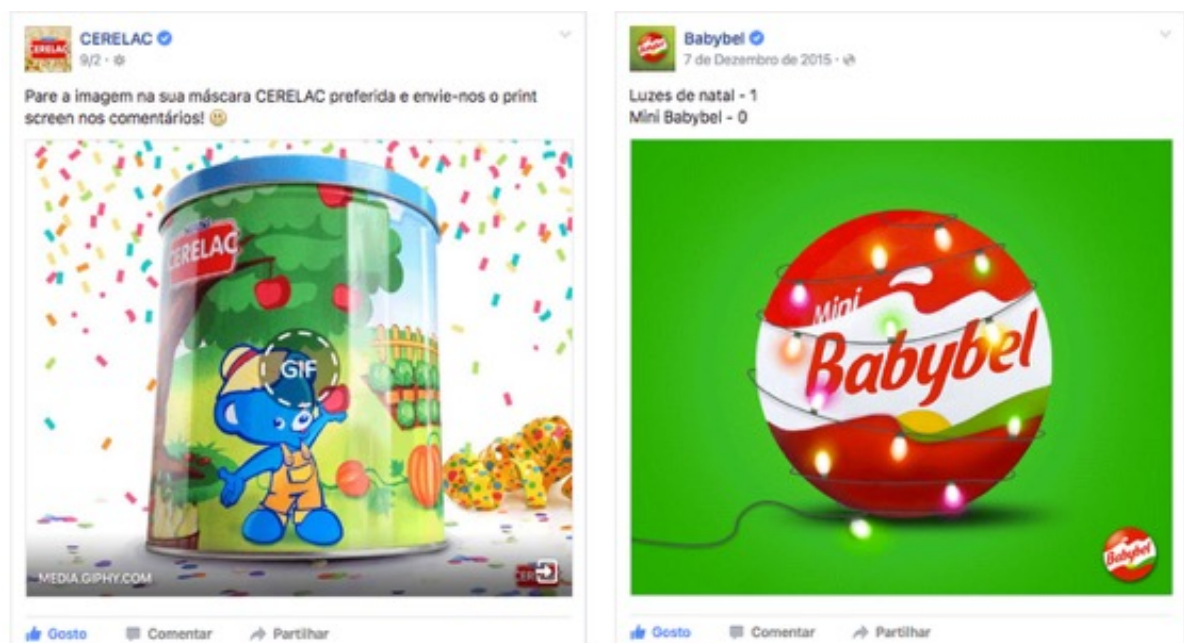 CERELAC
9/2
Pare a imagem na sua máscara CERELAC preferida e envie-nos o print
screen nos comentários!
CERELAC
CERELAC
GIF
MEDIA.GIPHY.COM
Gosto Comentar Partilhar
Babybel
7 de Dezembro de 2015
Luzes de natal - 1
Mini Babybel - 0
Mini
Babybel
Babybel
Gosto Comentar Partilhar